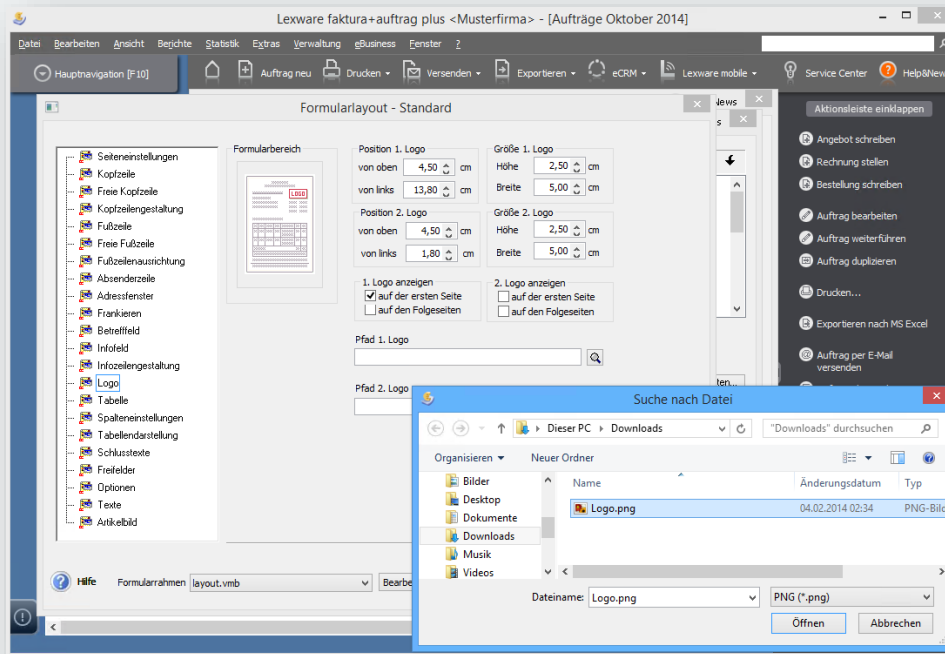 Lexware faktura+auftrag plus <Musterfirma> - [Aufträge Oktober 2014]
Datei Bearbeiten Ansicht Berichte Statistik Extras Verwaltung eBusiness Fenster ?
Hauptnavigation [F10]
Auftrag neu Drucken Versenden Exportieren eCRM Lexware mobile Service Center Help&New
Formularlayout - Standard
News
s
Aktionsleiste einklappen
Angebot schreiben
Rechnung stellen
Bestellung schreiben
Auftrag bearbeiten
Auftrag weiterführen
Auftrag duplizieren
Drucken...
Exportieren nach MS Excel
Auftrag per E-Mail
versenden
Seiteneinstellungen
Kopfzeile
Freie Kopfzeile
Kopfzeilengestaltung
Fußzeile
Freie Fußzeile
Fußzeilenausrichtung
Absenderzeile
Adressfenster
Frankieren
Betrefffeld
Infofeld
Infozeilengestaltung
Logo
Tabelle
Spalteneinstellungen
Tabellendarstellung
Schlusstexte
Freifelder
Optionen
Texte
Artikelbild
Formularbereich
LOGO
Position 1. Logo
von oben 4,50 cm
von links 13,80 cm
Größe 1. Logo
Höhe 2,50 cm
Breite 5,00 cm
Position 2. Logo
von oben 4,50 cm
von links 1,80 cm
Größe 2. Logo
Höhe 2,50 cm
Breite 5,00 cm
1. Logo anzeigen
auf der ersten Seite
auf den Folgeseiten
2. Logo anzeigen
auf der ersten Seite
auf den Folgeseiten
Pfad 1. Logo
Pfad 2. Logo
ten...
Hilfe Formularrahmen layout.vmb Bearbe
Suche nach Datei
Dieser PC Downloads "Downloads" durchsuchen
Organisieren Neuer Ordner
Bilder
Desktop
Dokumente
Downloads
Musik
Videos
Name Änderungsdatum Typ
Logo.png 04.02.2014 02:34 PNG-Bild
Dateiname: Logo.png PNG (*.png)
Öffnen Abbrechen